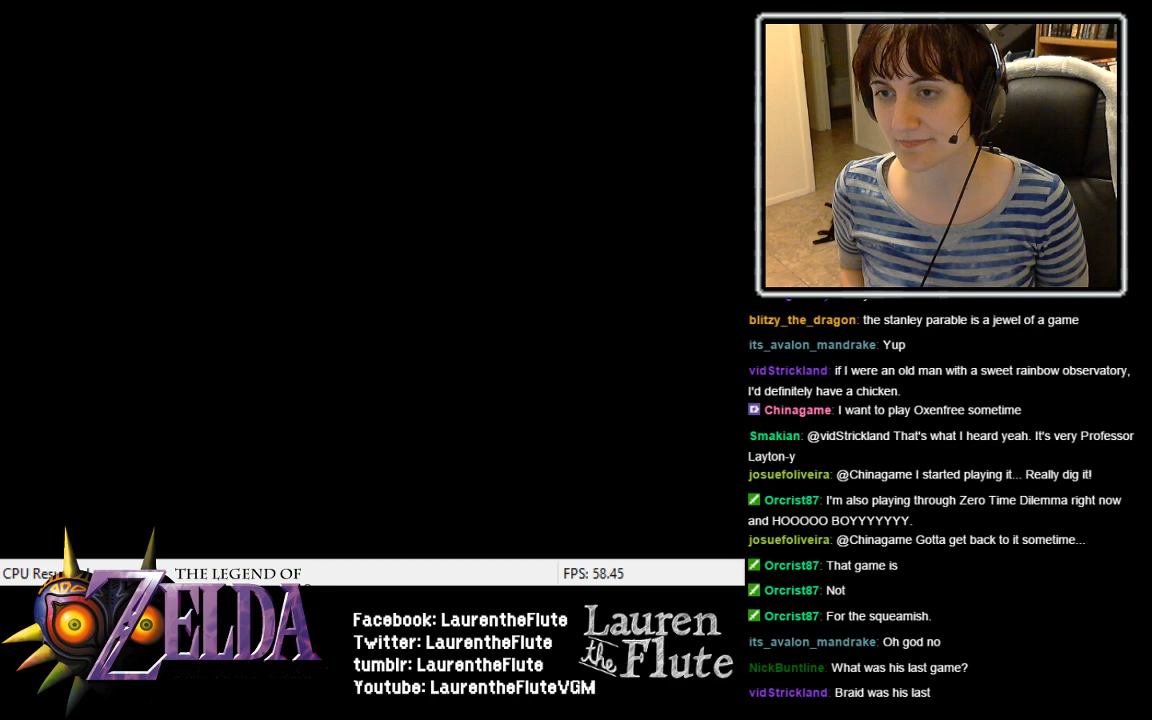 blitzy_the_dragon: the stanley parable is a jewel of a game
its_avalon_mandrake: Yup
vidStrickland: if I were an old man with a sweet rainbow observatory,
I'd definitely have a chicken.
Chinagame: I want to play Oxenfree sometime
Smakian: @vidStrickland That's what I heard yeah. It's very Professor
Layton-y
josuefoliveira: @Chinagame I started playing it... Really dig it!
Orcrist87: I'm also playing through Zero Time Dilemma right now
and HOOOOO BOYYYYYYY.
josuefoliveira: @Chinagame Gotta get back to it sometime...
Orcrist87: That game is
Orcrist87: Not
Orcrist87: For the squeamish.
its_avalon_mandrake: Oh god no
NickBuntline: What was his last game?
vidStrickland: Braid was his last
CPU
FPS: 58.45
THE LEGEND OF
ZELDA
Facebook: LaurentheFlute
Twitter: LaurentheFlute
tumblr: LaurentheFlute
Youtube: LaurentheFluteVGM
Lauren
the Flute